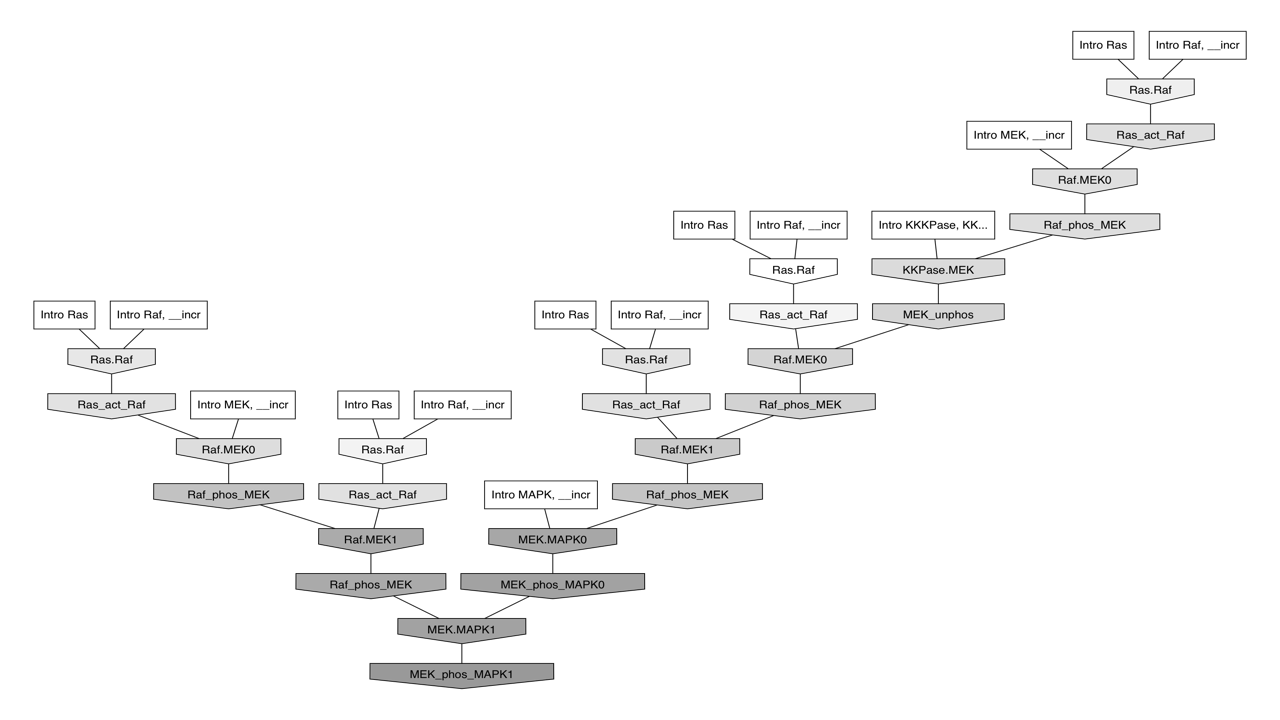 Intro Ras
Intro Raf, __incr
Ras.Raf
Intro MEK, __incr
Ras_act_Raf
Raf.MEK0
Intro Ras
Intro Raf, __incr
Intro KKKPase, KK...
Raf_phos_MEK
Ras.Raf
KKPase.MEK
Intro Ras
Intro Raf, __incr
Intro Ras
Intro Raf, __incr
Ras_act_Raf
MEK_unphos
Ras.Raf
Ras.Raf
Raf.MEK0
Ras_act_Raf
Intro MEK, __incr
Intro Ras
Intro Raf, __incr
Ras_act_Raf
Raf_phos_MEK
Raf.MEK0
Ras.Raf
Raf.MEK1
Raf_phos_MEK
Ras_act_Raf
Intro MAPK, __incr
Raf_phos_MEK
Raf.MEK1
MEK.MAPK0
Raf_phos_MEK
MEK_phos_MAPK0
MEK.MAPK1
MEK_phos_MAPK1